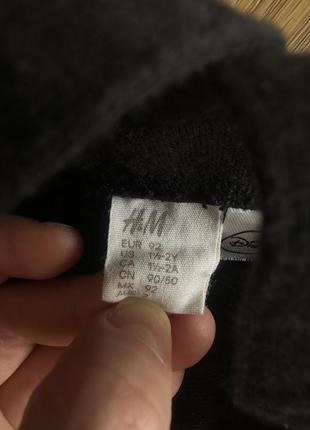 H&M
EUR 92
US 1½-2Y
CA 1½-2A
CN 90/50
MX 92